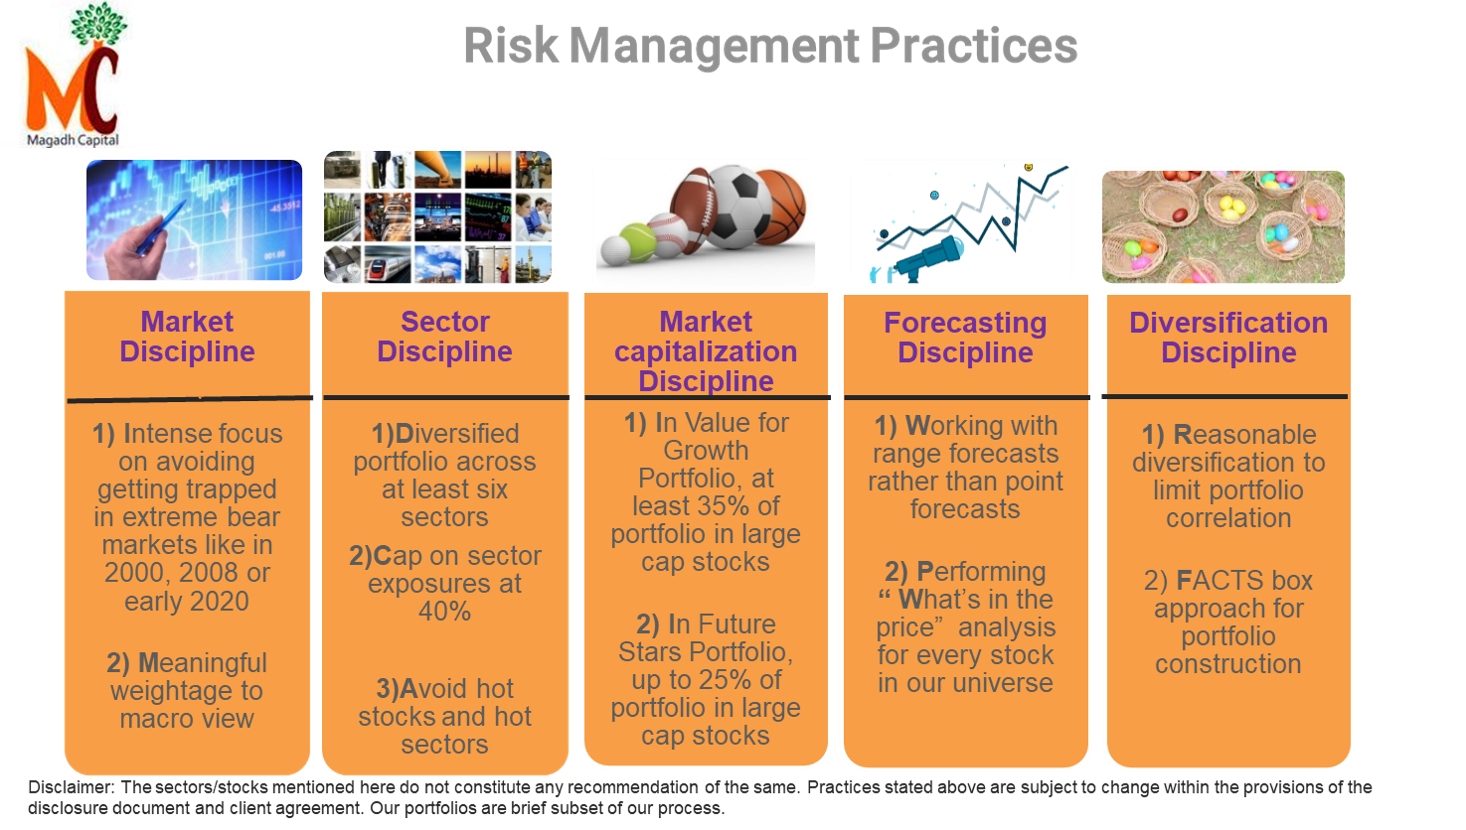 Risk Management Practices
MC
Magadh Capital
-45.3512
601.05
Market
Discipline
1) Intense focus
on avoiding
getting trapped
in extreme bear
markets like in
2000, 2008 or
early 2020
2) Meaningful
weightage to
macro view
Sector
Discipline
1)Diversified
portfolio across
at least six
sectors
2)Cap on sector
exposures at
40%
3)Avoid hot
stocks and hot
sectors
Market
capitalization
Discipline
1) In Value for
Growth
Portfolio, at
least 35% of
portfolio in large
cap stocks
2) In Future
Stars Portfolio,
up to 25% of
portfolio in large
cap stocks
Forecasting
Discipline
1) Working with
range forecasts
rather than point
forecasts
2) Performing
“ What’s in the
price”  analysis
for every stock
in our universe
Diversification
Discipline
1) Reasonable
diversification to
limit portfolio
correlation
2) FACTS box
approach for
portfolio
construction
Disclaimer: The sectors/stocks mentioned here do not constitute any recommendation of the same. Practices stated above are subject to change within the provisions of the
disclosure document and client agreement. Our portfolios are brief subset of our process.